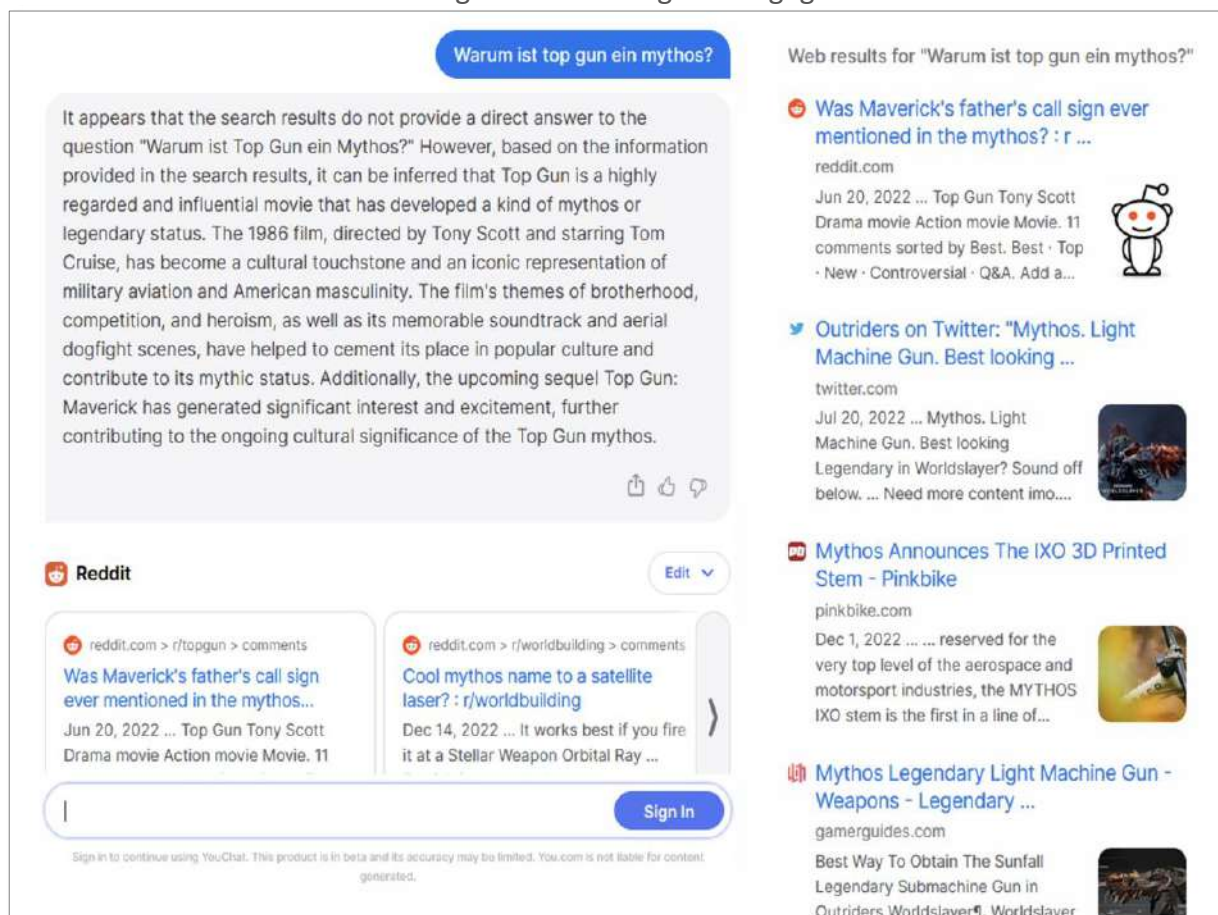 Warum ist top gun ein mythos?
It appears that the search results do not provide a direct answer to the
question "Warum ist Top Gun ein Mythos?" However, based on the information
provided in the search results, it can be inferred that Top Gun is a highly
regarded and influential movie that has developed a kind of mythos or
legendary status. The 1986 film, directed by Tony Scott and starring Tom
Cruise, has become a cultural touchstone and an iconic representation of
military aviation and American masculinity. The film's themes of brotherhood,
competition, and heroism, as well as its memorable soundtrack and aerial
dogfight scenes, have helped to cement its place in popular culture and
contribute to its mythic status. Additionally, the upcoming sequel Top Gun:
Maverick has generated significant interest and excitement, further
contributing to the ongoing cultural significance of the Top Gun mythos.
Reddit
Edit
reddit.com > r/topgun > comments
Was Maverick's father's call sign
ever mentioned in the mythos...
Jun 20, 2022 ... Top Gun Tony Scott
Drama movie Action movie Movie. 11
reddit.com > r/worldbuilding > comments
Cool mythos name to a satellite
laser? : r/worldbuilding
Dec 14, 2022 ... It works best if you fire
it at a Stellar Weapon Orbital Ray ...
Sign In
Sign in to continue using YouChat. This product is in beta and its accuracy may be limited. You.com is not liable for content
generated.
Web results for "Warum ist top gun ein mythos?"
Was Maverick's father's call sign ever
mentioned in the mythos? : r ...
reddit.com
Jun 20, 2022 ... Top Gun Tony Scott
Drama movie Action movie Movie. 11
comments sorted by Best. Best · Top
· New · Controversial · Q&A. Add a...
Outriders on Twitter: "Mythos. Light
Machine Gun. Best looking ...
twitter.com
Jul 20, 2022 ... Mythos. Light
Machine Gun. Best looking
Legendary in Worldslayer? Sound off
below. ... Need more content imo....
Mythos Announces The IXO 3D Printed
Stem - Pinkbike
pinkbike.com
Dec 1, 2022 ... ... reserved for the
very top level of the aerospace and
motorsport industries, the MYTHOS
IXO stem is the first in a line of...
Mythos Legendary Light Machine Gun -
Weapons - Legendary ...
gamerguides.com
Best Way To Obtain The Sunfall
Legendary Submachine Gun in
Outriders Worldslayer¶. Worldslayer